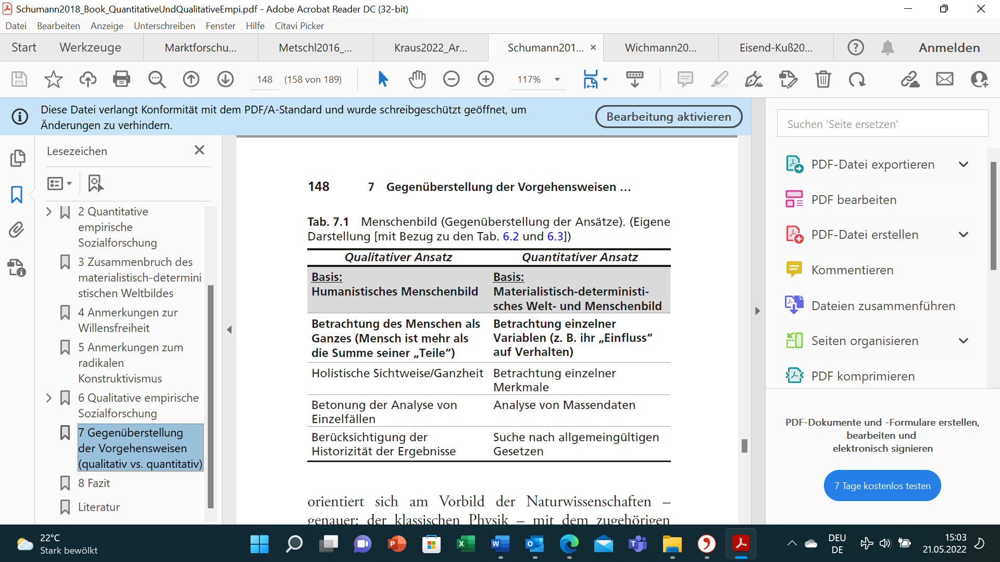 Schumann2018_Book_QuantitativeUndQualitativeEmpi.pdf - Adobe Acrobat Reader DC (32-bit)
Datei Bearbeiten Anzeige Unterschreiben Fenster Hilfe Citavi Picker
Start Werkzeuge Marktforschu... Metschl2016_... Kraus2022_Ar... Schumann201... Wichmann20... Eisend-Kuß20... Anmelden
148 (158 von 189) 117%
Diese Datei verlangt Konformität mit dem PDF/A-Standard und wurde schreibgeschützt geöffnet, um
Änderungen zu verhindern.
Bearbeitung aktivieren
Lesezeichen
2 Quantitative
empirische
Sozialforschung
3 Zusammenbruch des
materialistisch-determini
stischen Weltbildes
4 Anmerkungen zur
Willensfreiheit
5 Anmerkungen zum
radikalen
Konstruktivismus
6 Qualitative empirische
Sozialforschung
7 Gegenüberstellung
der Vorgehensweisen
(qualitativ vs. quantitativ)
8 Fazit
Literatur
148 7 Gegenüberstellung der Vorgehensweisen ...
Tab. 7.1 Menschenbild (Gegenüberstellung der Ansätze). (Eigene
Darstellung [mit Bezug zu den Tab. 6.2 und 6.3])
Qualitativer Ansatz Quantitativer Ansatz
Basis: Basis:
Humanistisches Menschenbild Materialistisch-deterministi-
sches Welt- und Menschenbild
Betrachtung des Menschen als Betrachtung einzelner
Ganzes (Mensch ist mehr als Variablen (z. B. ihr „Einfluss“
die Summe seiner „Teile“) auf Verhalten)
Holistische Sichtweise/Ganzheit Betrachtung einzelner
Merkmale
Betonung der Analyse von Analyse von Massendaten
Einzelfällen
Berücksichtigung der Suche nach allgemeingültigen
Historizität der Ergebnisse Gesetzen
orientiert sich am Vorbild der Naturwissenschaften –
genauer: der klassischen Physik – mit dem zugehörigen
Suchen 'Seite ersetzen'
PDF-Datei exportieren
PDF bearbeiten
PDF-Datei erstellen
Kommentieren
Dateien zusammenführen
Seiten organisieren
PDF komprimieren
PDF-Dokumente und -Formulare erstellen,
bearbeiten und
elektronisch signieren
7 Tage kostenlos testen
22°C
Stark bewölkt
DEU
DE
15:03
21.05.2022